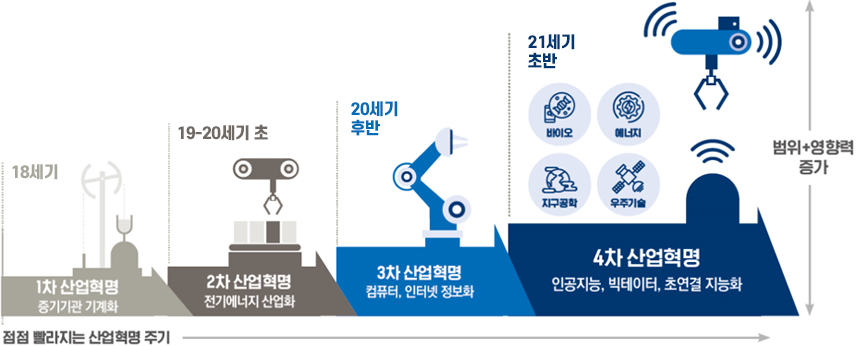 18세기
19-20세기 초
20세기
후반
21세기
초반
바이오
에너지
지구공학
우주기술
범위+영향력
증가
1차 산업혁명
증기기관 기계화
2차 산업혁명
전기에너지 산업화
3차 산업혁명
컴퓨터, 인터넷 정보화
4차 산업혁명
인공지능, 빅테이터, 초연결 지능화
점점 빨라지는 산업혁명 주기